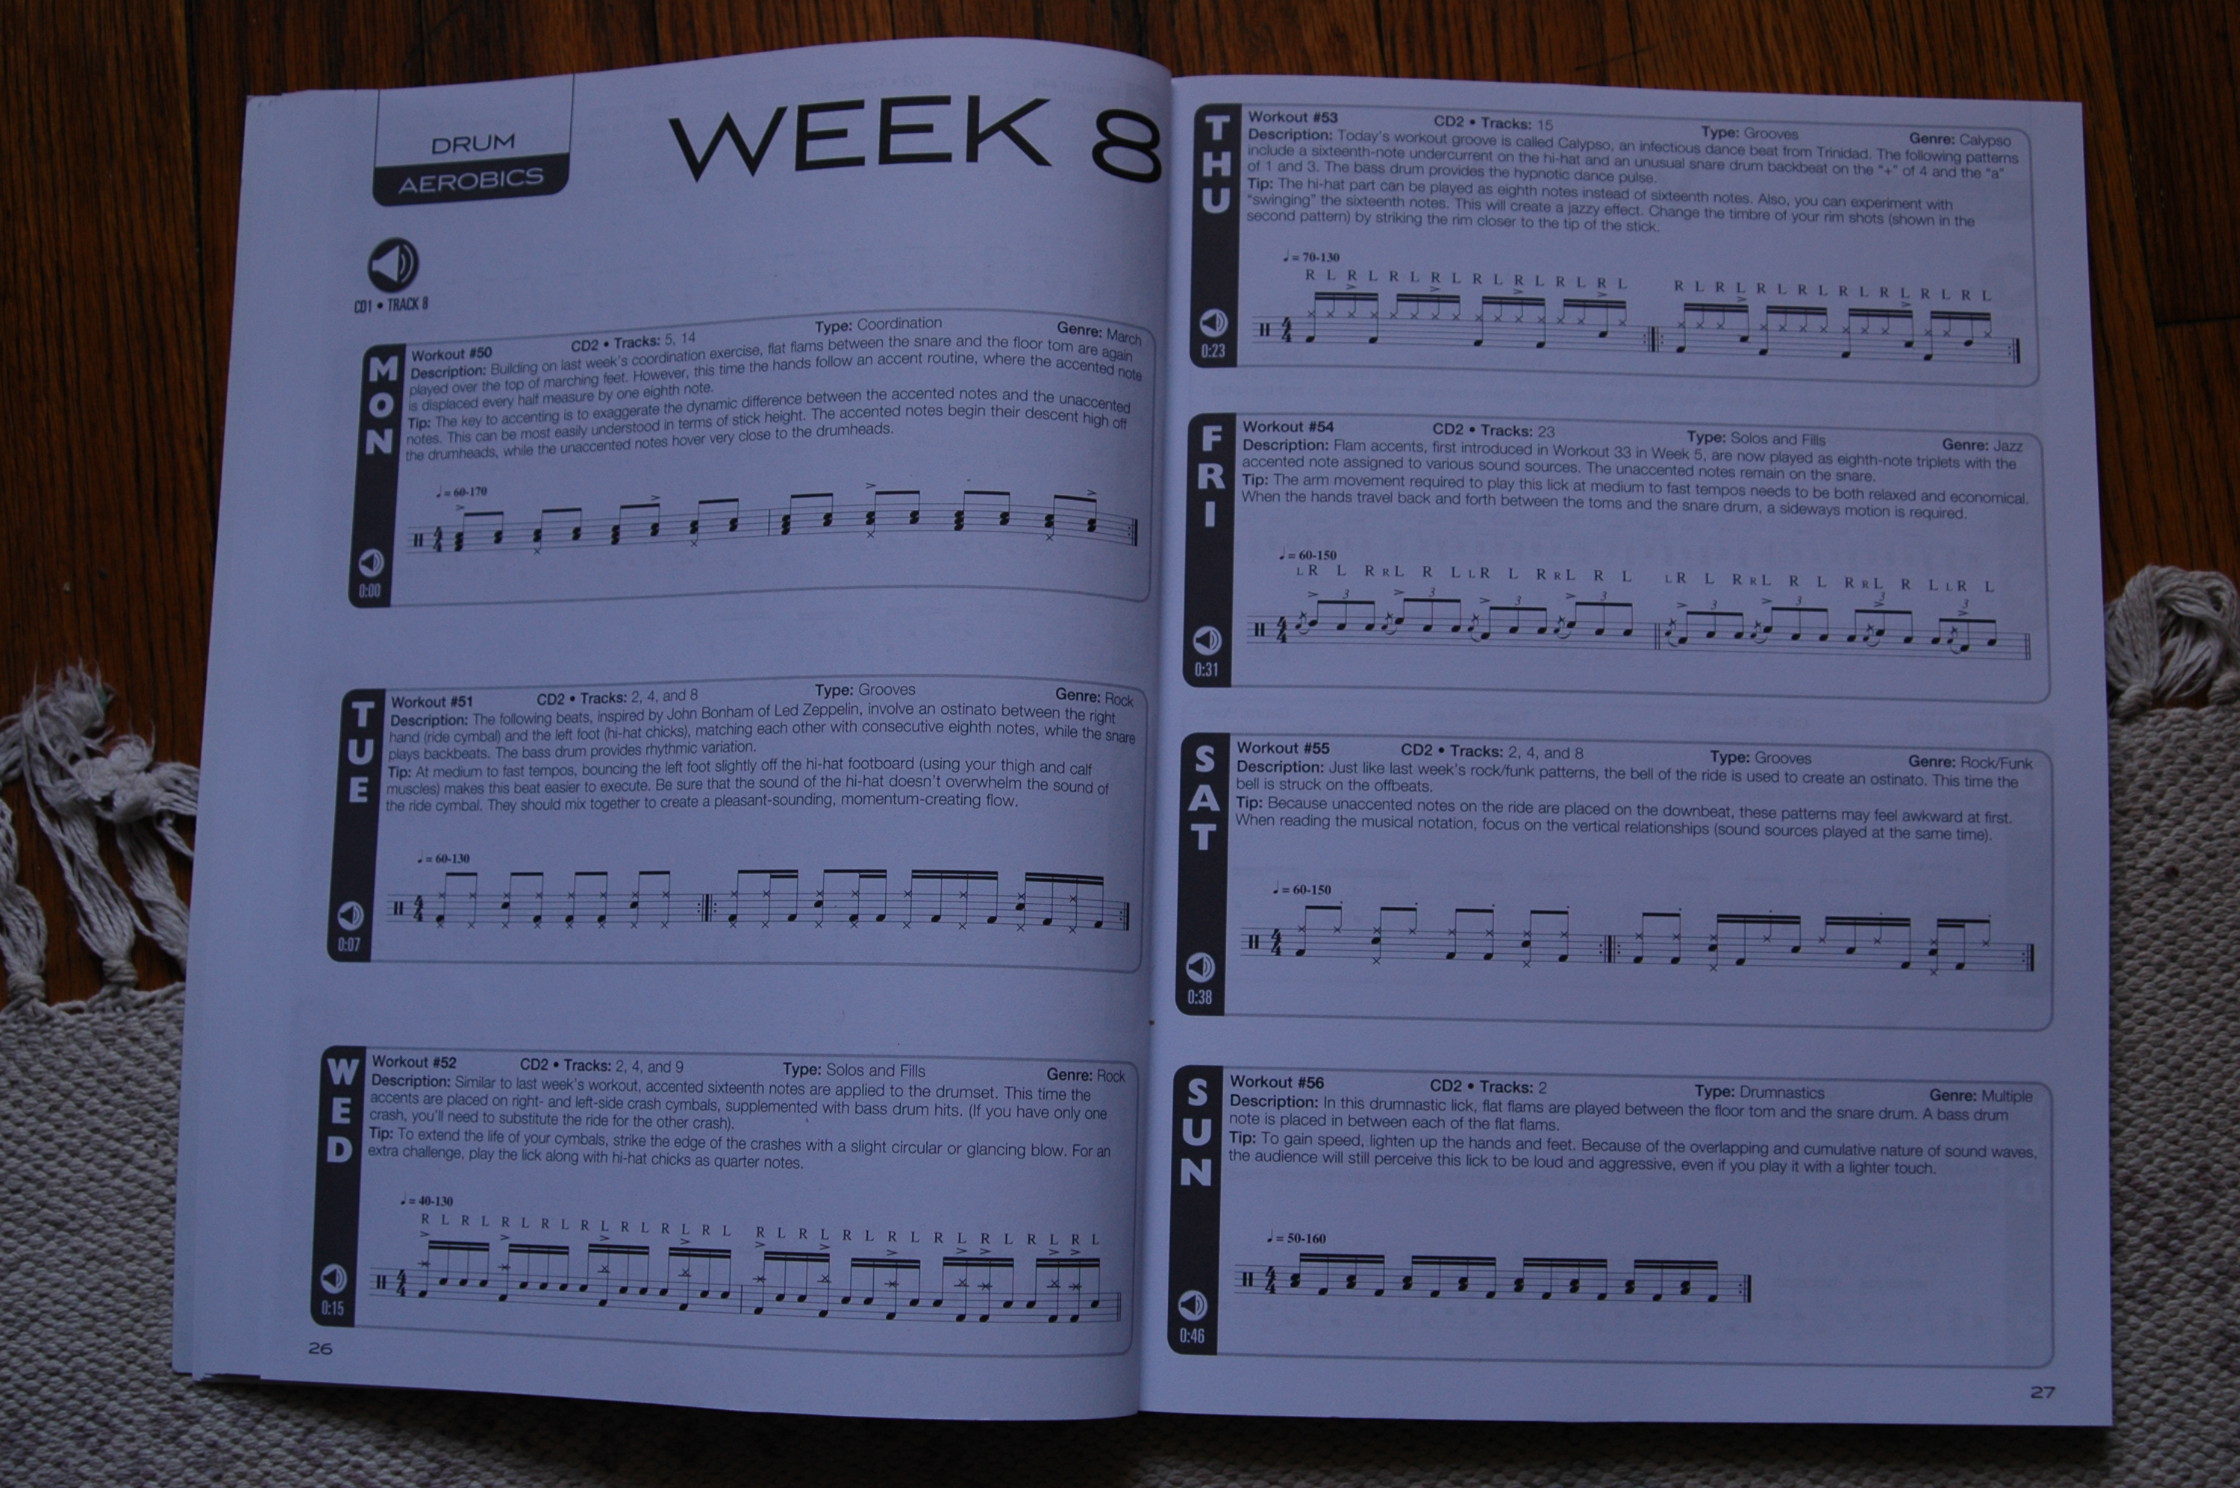 DRUM
AEROBICS
WEEK 8
CD1 • TRACK 8
MON
0:00
Workout #50 CD2 • Tracks: 5, 14 Type: Coordination Genre: March
Description: Building on last week's coordination exercise, flat flams between the snare and the floor tom are again
played over the top of marching feet. However, this time the hands follow an accent routine, where the accented note
is displaced every half measure by one eighth note.
Tip: The key to accenting is to exaggerate the dynamic difference between the accented notes and the unaccented
notes. This can be most easily understood in terms of stick height. The accented notes begin their descent high off
the drumheads, while the unaccented notes hover very close to the drumheads.
♩ = 60-170
TUE
0:07
Workout #51 CD2 • Tracks: 2, 4, and 8 Type: Grooves Genre: Rock
Description: The following beats, inspired by John Bonham of Led Zeppelin, involve an ostinato between the right
hand (ride cymbal) and the left foot (hi-hat chicks), matching each other with consecutive eighth notes, while the snare
plays backbeats. The bass drum provides rhythmic variation.
Tip: At medium to fast tempos, bouncing the left foot slightly off the hi-hat footboard (using your thigh and calf
muscles) makes this beat easier to execute. Be sure that the sound of the hi-hat doesn't overwhelm the sound of
the ride cymbal. They should mix together to create a pleasant-sounding, momentum-creating flow.
♩ = 60-130
WED
0:15
Workout #52 CD2 • Tracks: 2, 4, and 9 Type: Solos and Fills Genre: Rock
Description: Similar to last week's workout, accented sixteenth notes are applied to the drumset. This time the
accents are placed on right- and left-side crash cymbals, supplemented with bass drum hits. (If you have only one
crash, you'll need to substitute the ride for the other crash).
Tip: To extend the life of your cymbals, strike the edge of the crashes with a slight circular or glancing blow. For an
extra challenge, play the lick along with hi-hat chicks as quarter notes.
♩ = 40-130
R L R L R L R L R L R L R L R L R L R L R L R L R L R L R L R L
26
THU
0:23
Workout #53 CD2 • Tracks: 15 Type: Grooves Genre: Calypso
Description: Today's workout groove is called Calypso, an infectious dance beat from Trinidad. The following patterns
include a sixteenth-note undercurrent on the hi-hat and an unusual snare drum backbeat on the "+" of 4 and the "a"
of 1 and 3. The bass drum provides the hypnotic dance pulse.
Tip: The hi-hat part can be played as eighth notes instead of sixteenth notes. Also, you can experiment with
"swinging" the sixteenth notes. This will create a jazzy effect. Change the timbre of your rim shots (shown in the
second pattern) by striking the rim closer to the tip of the stick.
♩ = 70-130
R L R L R L R L R L R L R L R L R L R L R L R L R L R L R L R L
FRI
0:31
Workout #54 CD2 • Tracks: 23 Type: Solos and Fills Genre: Jazz
Description: Flam accents, first introduced in Workout 33 in Week 5, are now played as eighth-note triplets with the
accented note assigned to various sound sources. The unaccented notes remain on the snare.
Tip: The arm movement required to play this lick at medium to fast tempos needs to be both relaxed and economical.
When the hands travel back and forth between the toms and the snare drum, a sideways motion is required.
♩ = 60-150
L R L R R L R L L R L R R L R L L R L R R L R L R R L R L L R L
3 3 3 3 3 3 3 3
SAT
0:38
Workout #55 CD2 • Tracks: 2, 4, and 8 Type: Grooves Genre: Rock/Funk
Description: Just like last week's rock/funk patterns, the bell of the ride is used to create an ostinato. This time the
bell is struck on the offbeats.
Tip: Because unaccented notes on the ride are placed on the downbeat, these patterns may feel awkward at first.
When reading the musical notation, focus on the vertical relationships (sound sources played at the same time).
♩ = 60-150
SUN
0:46
Workout #56 CD2 • Tracks: 2 Type: Drumnastics Genre: Multiple
Description: In this drumnastic lick, flat flams are played between the floor tom and the snare drum. A bass drum
note is placed in between each of the flat flams.
Tip: To gain speed, lighten up the hands and feet. Because of the overlapping and cumulative nature of sound waves,
the audience will still perceive this lick to be loud and aggressive, even if you play it with a lighter touch.
♩ = 50-160
27